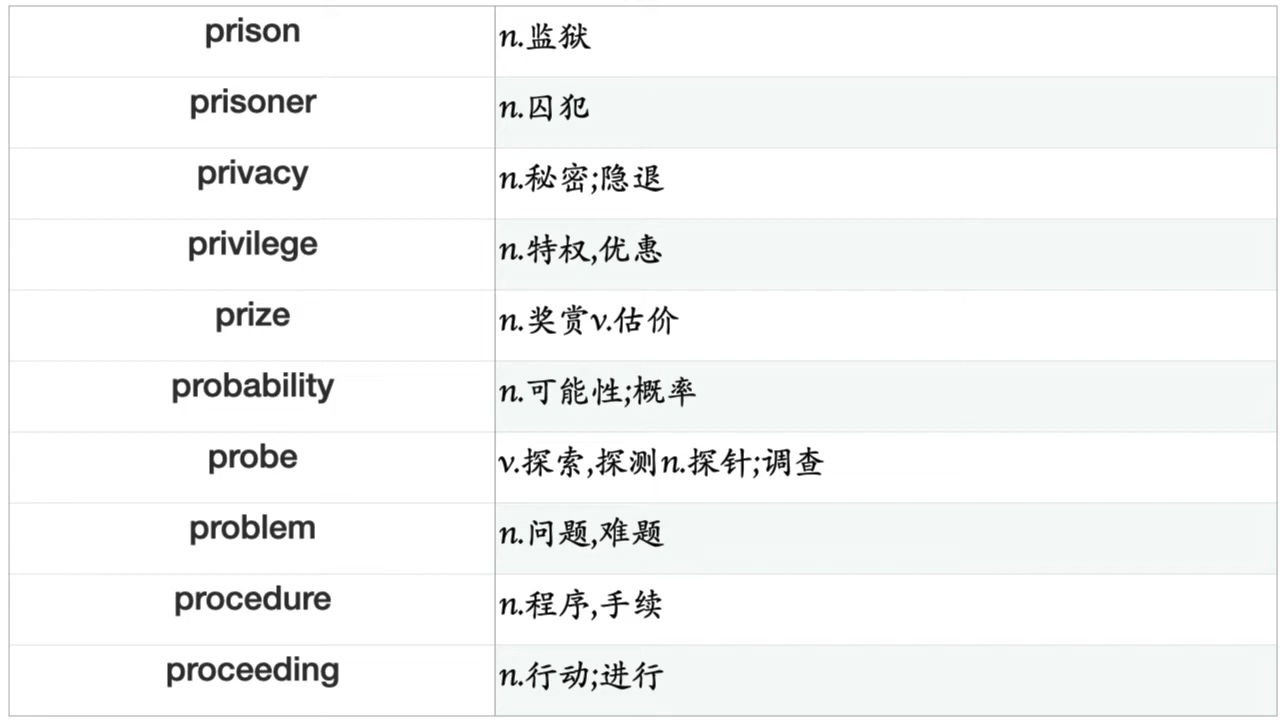 prison n.监狱
prisoner n.囚犯
privacy n.秘密;隐退
privilege n.特权,优惠
prize n.奖赏v.估价
probability n.可能性;概率
probe v.探索,探测n.探针;调查
problem n.问题,难题
procedure n.程序,手续
proceeding n.行动;进行